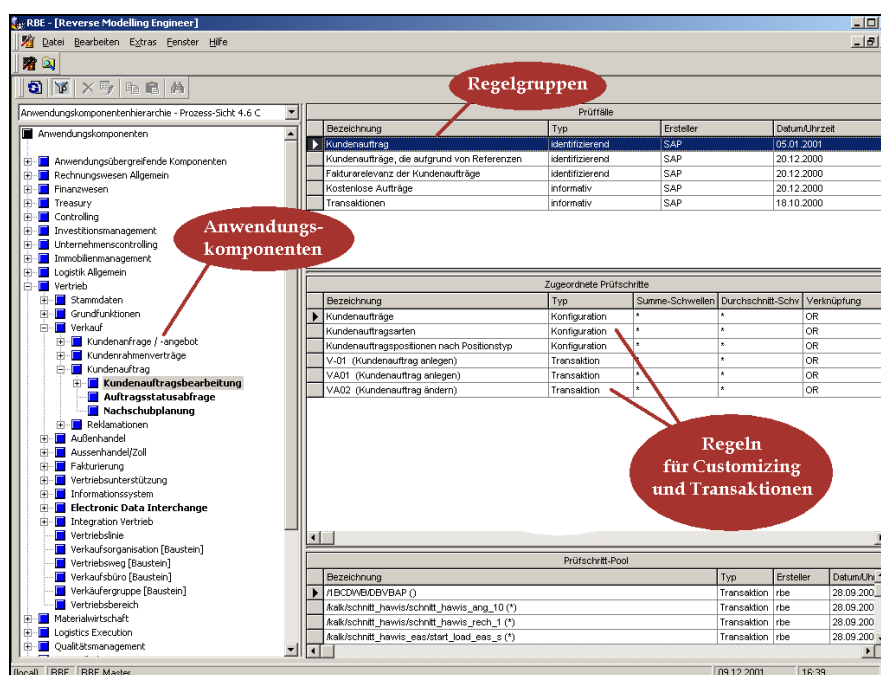 RBE - [Reverse Modelling Engineer]
Datei Bearbeiten Extras Fenster Hilfe
Anwendungskomponentenhierarchie - Prozess-Sicht 4.6 C
Anwendungskomponenten
Anwendungsübergreifende Komponenten
Rechnungswesen Allgemein
Finanzwesen
Treasury
Controlling
Investitionsmanagement
Unternehmenscontrolling
Immobilienmanagement
Logistik Allgemein
Vertrieb
Stammdaten
Grundfunktionen
Verkauf
Kundenanfrage / -angebot
Kundenrahmenverträge
Kundenauftrag
Kundenauftragsbearbeitung
Auftragsstatusabfrage
Nachschubplanung
Reklamationen
Außenhandel
Aussenhandel/Zoll
Fakturierung
Vertriebsunterstützung
Informationssystem
Electronic Data Interchange
Integration Vertrieb
Vertriebslinie
Verkaufsorganisation [Baustein]
Vertriebsweg [Baustein]
Verkaufsbüro [Baustein]
Verkäufergruppe [Baustein]
Vertriebsbereich
Materialwirtschaft
Logistics Execution
Qualitätsmanagement
Regelgruppen
Anwendungs-
komponenten
Prüffälle
Bezeichnung Typ Ersteller Datum/Uhrzeit
Kundenauftrag identifizierend SAP 05.01.2001
Kundenaufträge, die aufgrund von Referenzen identifizierend SAP 20.12.2000
Fakturarelevanz der Kundenaufträge identifizierend SAP 20.12.2000
Kostenlose Aufträge informativ SAP 20.12.2000
Transaktionen informativ SAP 18.10.2000
Zugeordnete Prüfschritte
Bezeichnung Typ Summe-Schwellen Durchschnitt-Schv Verknüpfung
Kundenaufträge Konfiguration * * OR
Kundenauftragsarten Konfiguration * * OR
Kundenauftragspositionen nach Positionstyp Konfiguration * * OR
V-01 (Kundenauftrag anlegen) Transaktion * * OR
VA01 (Kundenauftrag anlegen) Transaktion * * OR
VA02 (Kundenauftrag ändern) Transaktion * * OR
Regeln
für Customizing
und Transaktionen
Prüfschritt-Pool
Bezeichnung Typ Ersteller Datum/Uhr
/1BCDWB/DBVBAP () Transaktion rbe 28.09.200
/kalk/schnitt_hawis/schnitt_hawis_ang_10 (*) Transaktion rbe 28.09.200
/kalk/schnitt_hawis/schnitt_hawis_rech_1 (*) Transaktion rbe 28.09.200
/kalk/schnitt_hawis_eas/start_load_eas_s (*) Transaktion rbe 28.09.200
(local) RBE RBE Master 09.12.2001 16:39